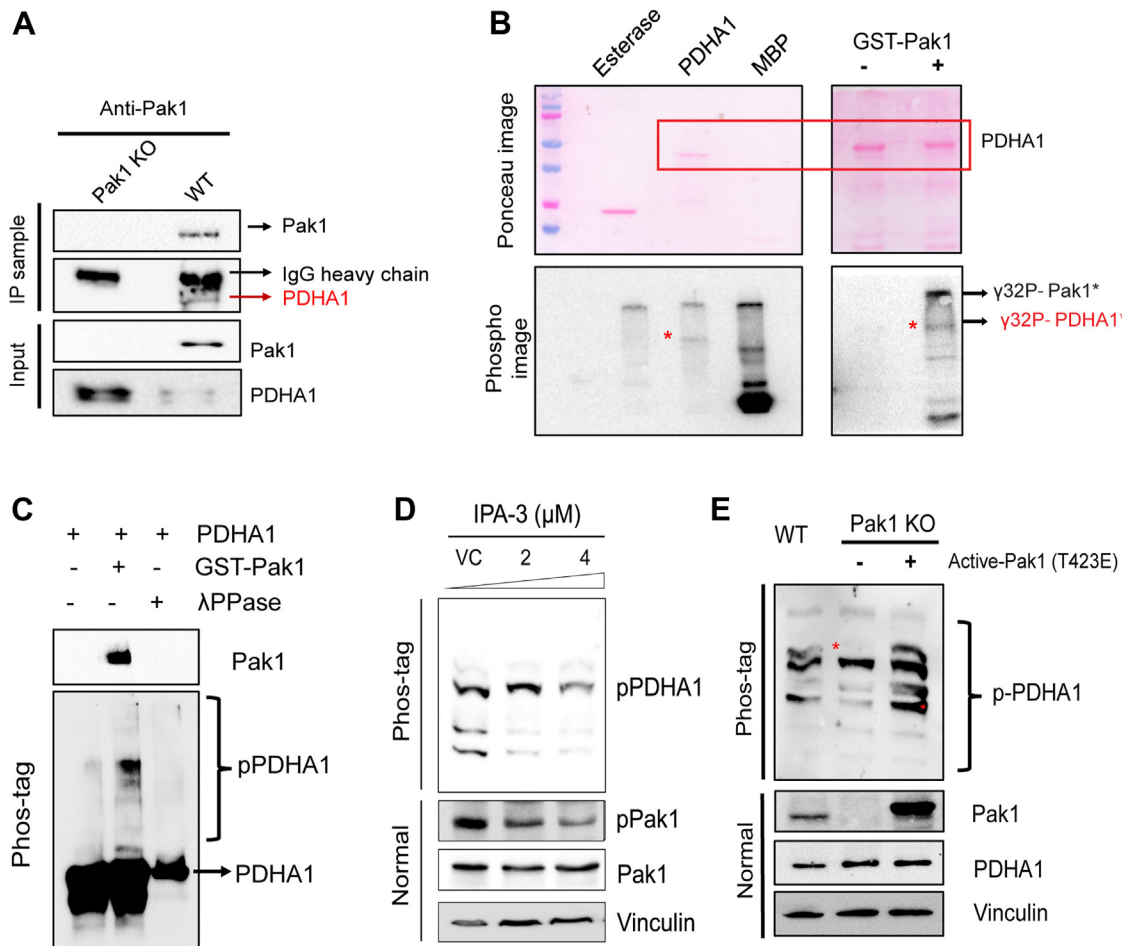 A
Anti-Pak1
Pak1 KO
WT
IP sample
Pak1
IgG heavy chain
PDHA1
Input
Pak1
PDHA1
B
Esterase
PDHA1
MBP
GST-Pak1
- +
Ponceau image
PDHA1
Phospho image
*
*
γ32P- Pak1*
γ32P- PDHA1*
C
+ + + PDHA1
- + - GST-Pak1
- - + λPPase
Pak1
Phos-tag
pPDHA1
PDHA1
D
IPA-3 (μM)
VC 2 4
Phos-tag
pPDHA1
Normal
pPak1
Pak1
Vinculin
E
WT
Pak1 KO
- + Active-Pak1 (T423E)
Phos-tag
*
p-PDHA1
Normal
Pak1
PDHA1
Vinculin